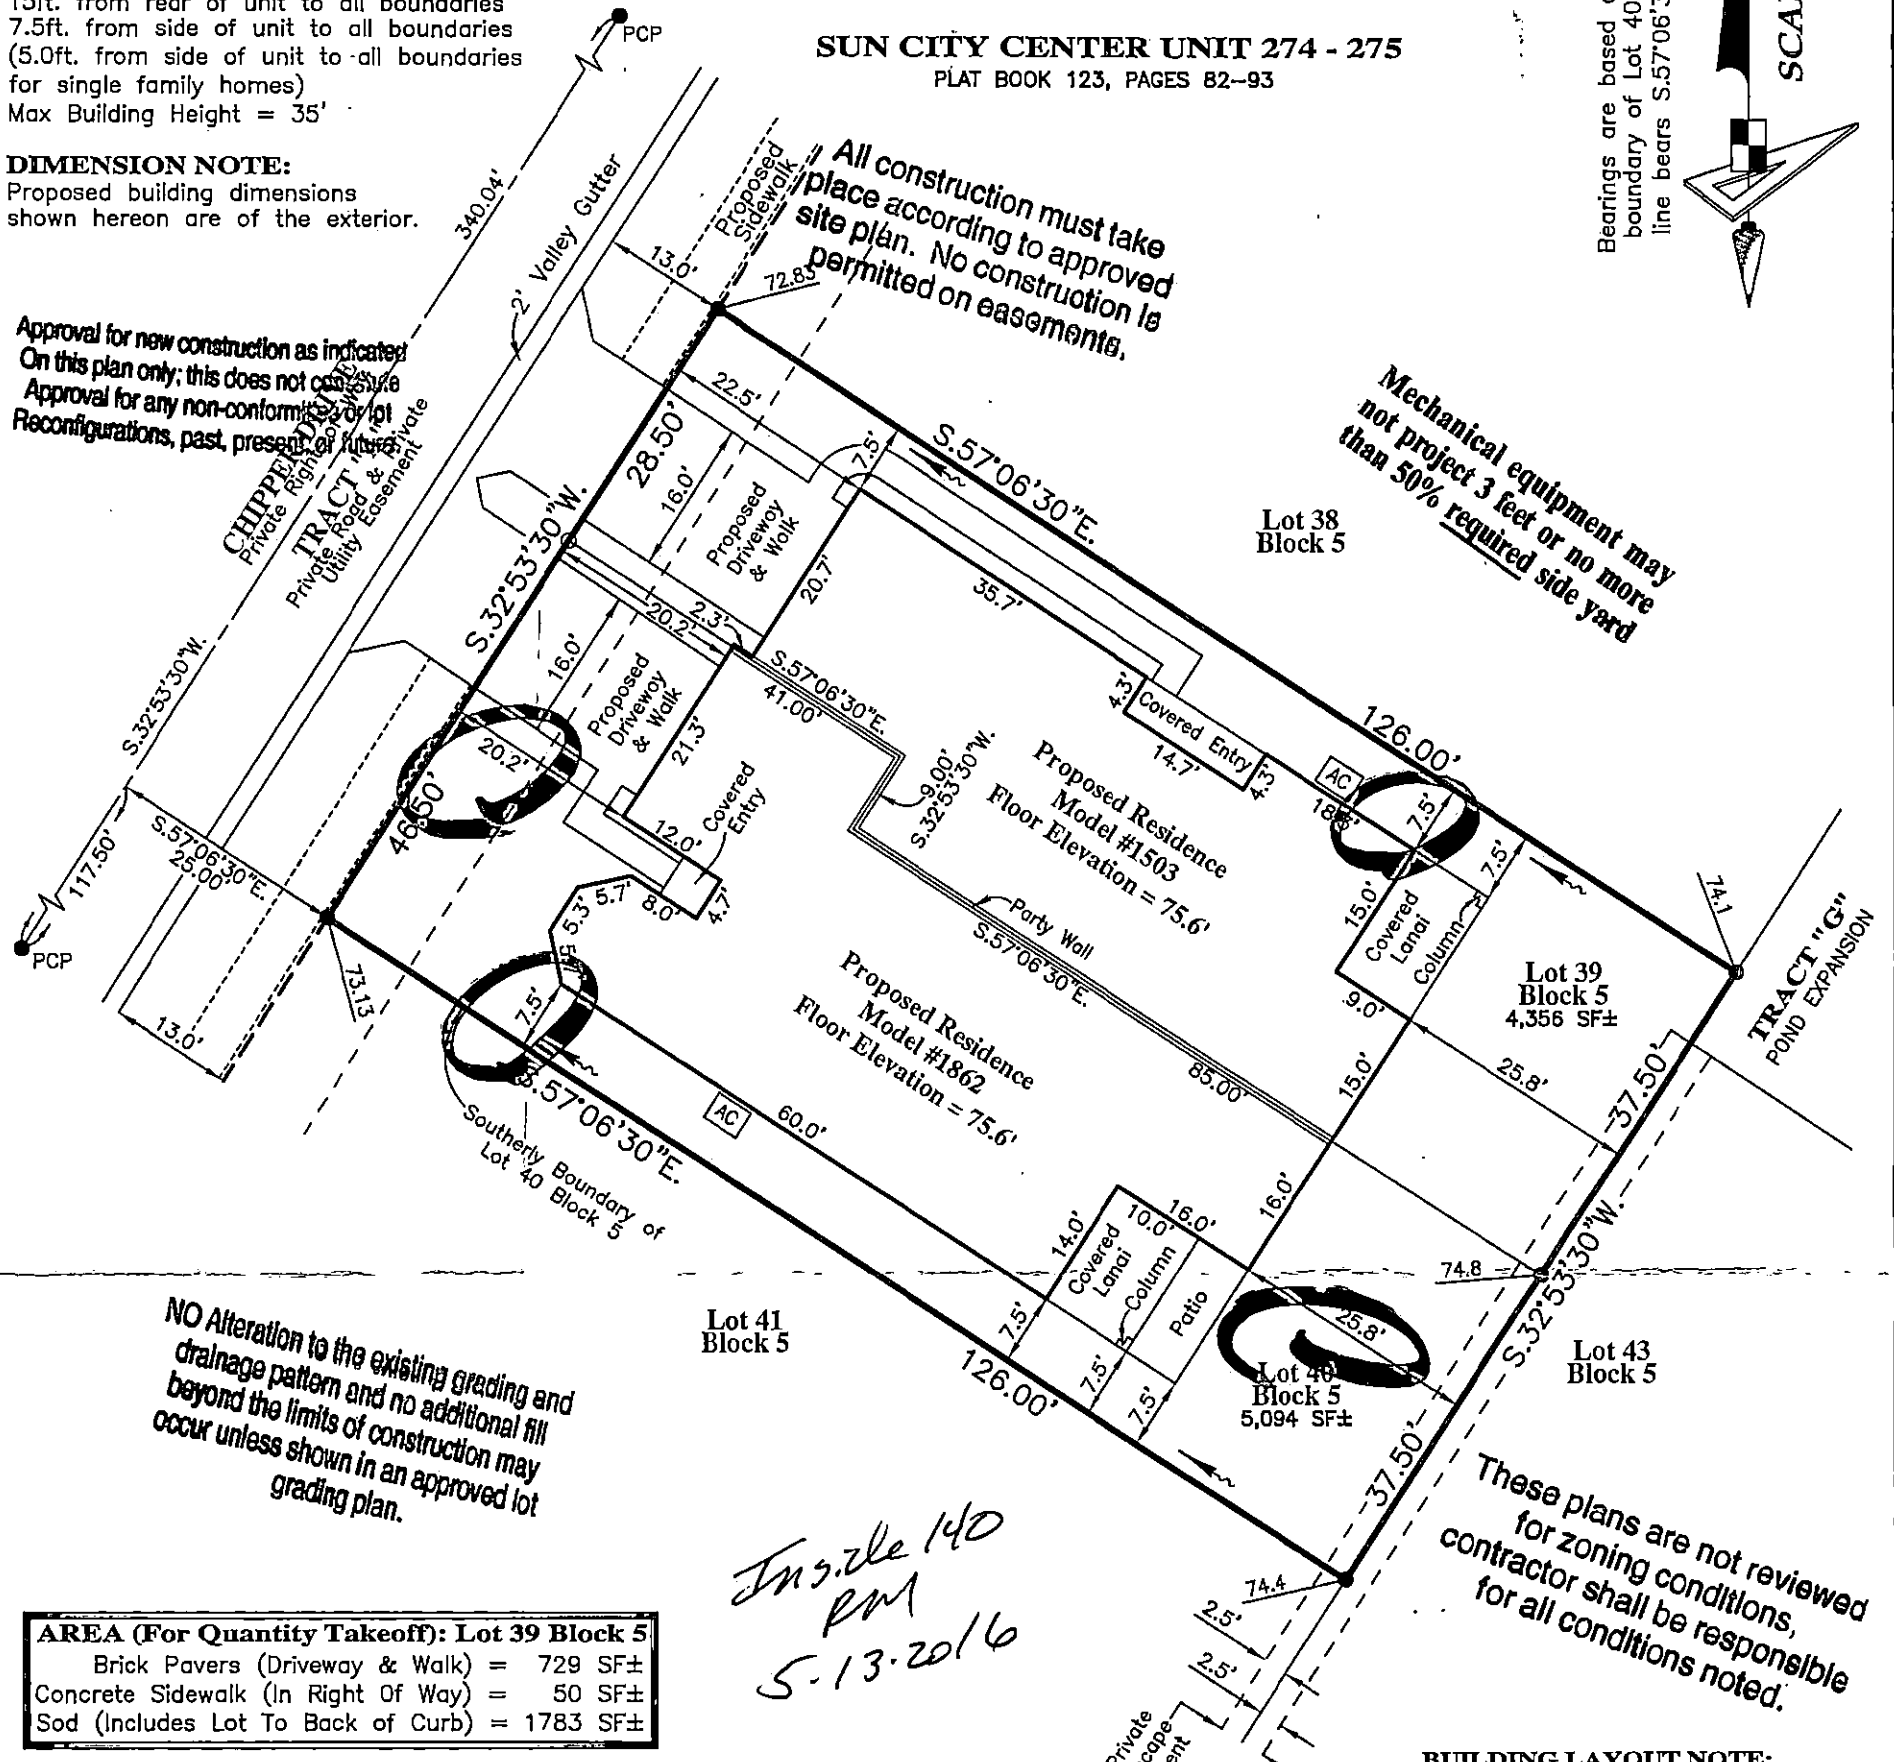 15ft. from rear of unit to all boundaries
7.5ft. from side of unit to all boundaries
(5.0ft. from side of unit to all boundaries
for single family homes)
Max Building Height = 35'
DIMENSION NOTE:
Proposed building dimensions
shown hereon are of the exterior.
SUN CITY CENTER UNIT 274 - 275
PLAT BOOK 123, PAGES 82-93
Bearings are based
boundary of Lot 40
line bears S.57°06'3
PCP
340.04'
2' Valley Gutter
Proposed
Sidewalk
13.0'
72.83
All construction must take
place according to approved
site plan. No construction is
permitted on easements.
Approval for new construction as indicated
On this plan only; this does not constitute
Approval for any non-conformities or lot
Reconfigurations, past, present, or future.
Private Right of Way
TRACT "A"
Private Road & Private
Utility Easement
S.32°53'30"W.
117.50'
PCP
S.57°06'30"E.
25.00'
13.0'
73.13
Mechanical equipment may
not project 3 feet or no more
than 50% required side yard
Lot 38
Block 5
22.5'
28.50'
16.0'
7.5'
S.57°06'30"E.
126.00'
S.32°53'30"W.
Proposed
Driveway
& Walk
20.7'
35.7'
2.3'
20.2'
16.0'
Proposed
Driveway
& Walk
21.3'
S.57°06'30"E.
41.00'
9.00'
S.32°53'30"W.
4.3'
Covered Entry
14.7'
4.3'
AC
7.5'
7.5'
Proposed Residence
Model #1503
Floor Elevation = 75.6'
20.2'
46.50'
12.0'
Covered
Entry
5.3'
5.7'
8.0'
4.7'
7.5'
15.0'
Covered
Lanai
Column
9.0'
Lot 39
Block 5
4,356 SF±
74.1
TRACT "G"
POND EXPANSION
Party Wall
S.57°06'30"E.
85.00'
Proposed Residence
Model #1862
Floor Elevation = 75.6'
15.0'
25.8'
37.50'
S.57°06'30"E.
AC
60.0'
Southerly Boundary of
Lot 40 Block 5
16.0'
14.0'
10.0'
16.0'
Covered
Lanai
Column
Patio
74.8
S.32°53'30"W.
25.8'
7.5'
7.5'
7.5'
126.00'
Lot 41
Block 5
Lot 40
Block 5
5,094 SF±
Lot 43
Block 5
37.50'
74.4
NO Alteration to the existing grading and
drainage pattern and no additional fill
beyond the limits of construction may
occur unless shown in an approved lot
grading plan.
These plans are not reviewed
for zoning conditions,
contractor shall be responsible
for all conditions noted.
2.5'
2.5'
Private
5-13-2016
AREA (For Quantity Takeoff): Lot 39 Block 5
Brick Pavers (Driveway & Walk) = 729 SF±
Concrete Sidewalk (In Right Of Way) = 50 SF±
Sod (Includes Lot To Back of Curb) = 1783 SF±
BUILDING LAYOUT NOTE: